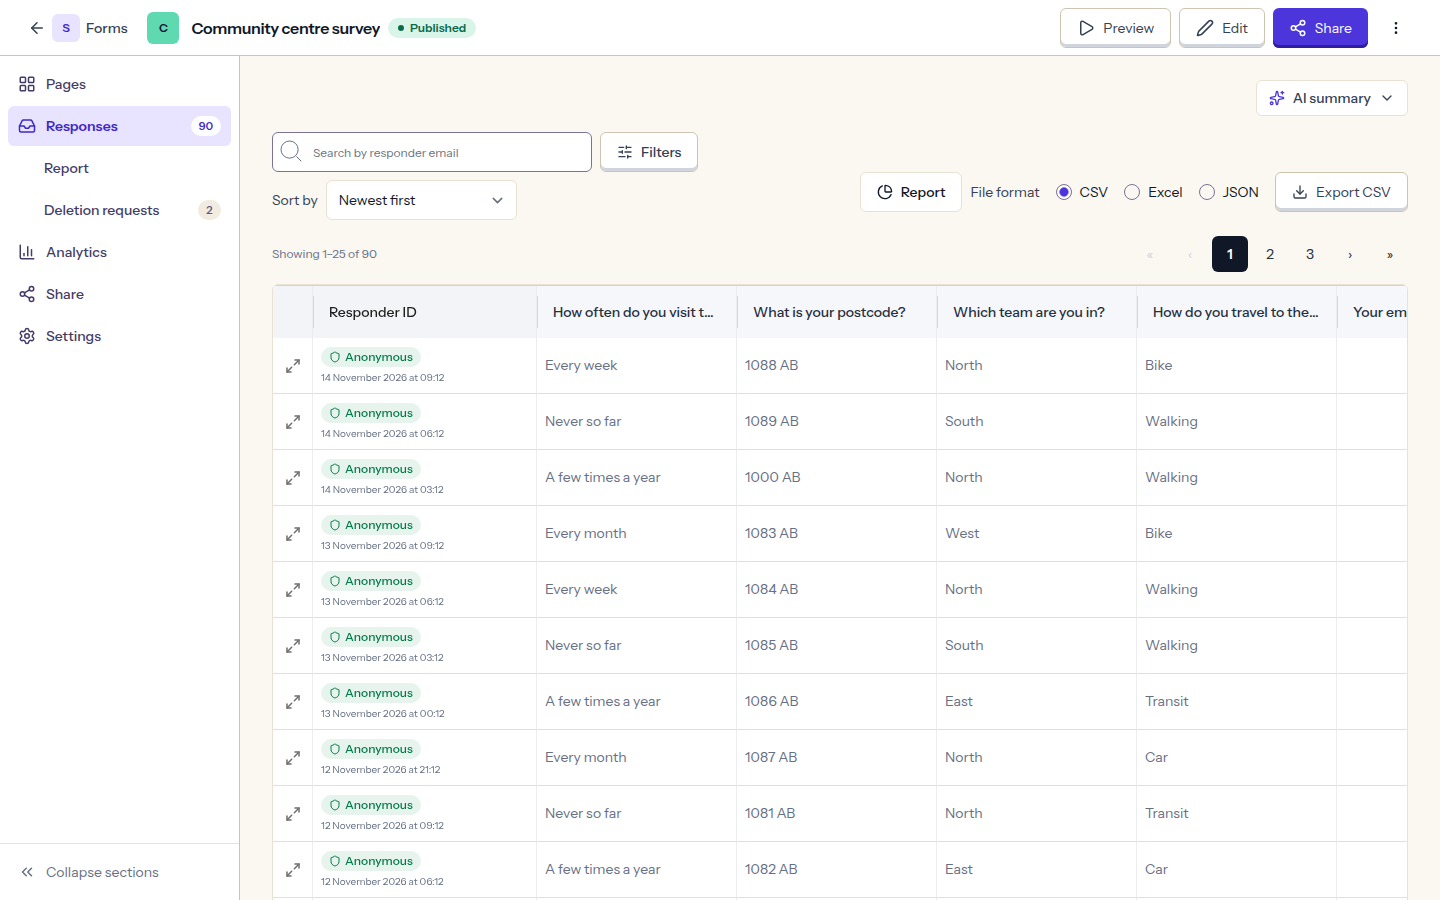 S Forms C Community centre survey Published Preview Edit Share
Pages
Responses 90
Report
Deletion requests 2
Analytics
Share
Settings
Collapse sections
AI summary
Search by responder email Filters
Sort by Newest first
Report File format CSV Excel JSON Export CSV
Showing 1–25 of 90
« ‹ 1 2 3 › »
Responder ID How often do you visit t... What is your postcode? Which team are you in? How do you travel to the... Your em
Anonymous
14 November 2026 at 09:12
Every week 1088 AB North Bike
Anonymous
14 November 2026 at 06:12
Never so far 1089 AB South Walking
Anonymous
14 November 2026 at 03:12
A few times a year 1000 AB North Walking
Anonymous
13 November 2026 at 09:12
Every month 1083 AB West Bike
Anonymous
13 November 2026 at 06:12
Every week 1084 AB North Walking
Anonymous
13 November 2026 at 03:12
Never so far 1085 AB South Walking
Anonymous
13 November 2026 at 00:12
A few times a year 1086 AB East Transit
Anonymous
12 November 2026 at 21:12
Every month 1087 AB North Car
Anonymous
12 November 2026 at 09:12
Never so far 1081 AB North Transit
Anonymous
12 November 2026 at 06:12
A few times a year 1082 AB East Car